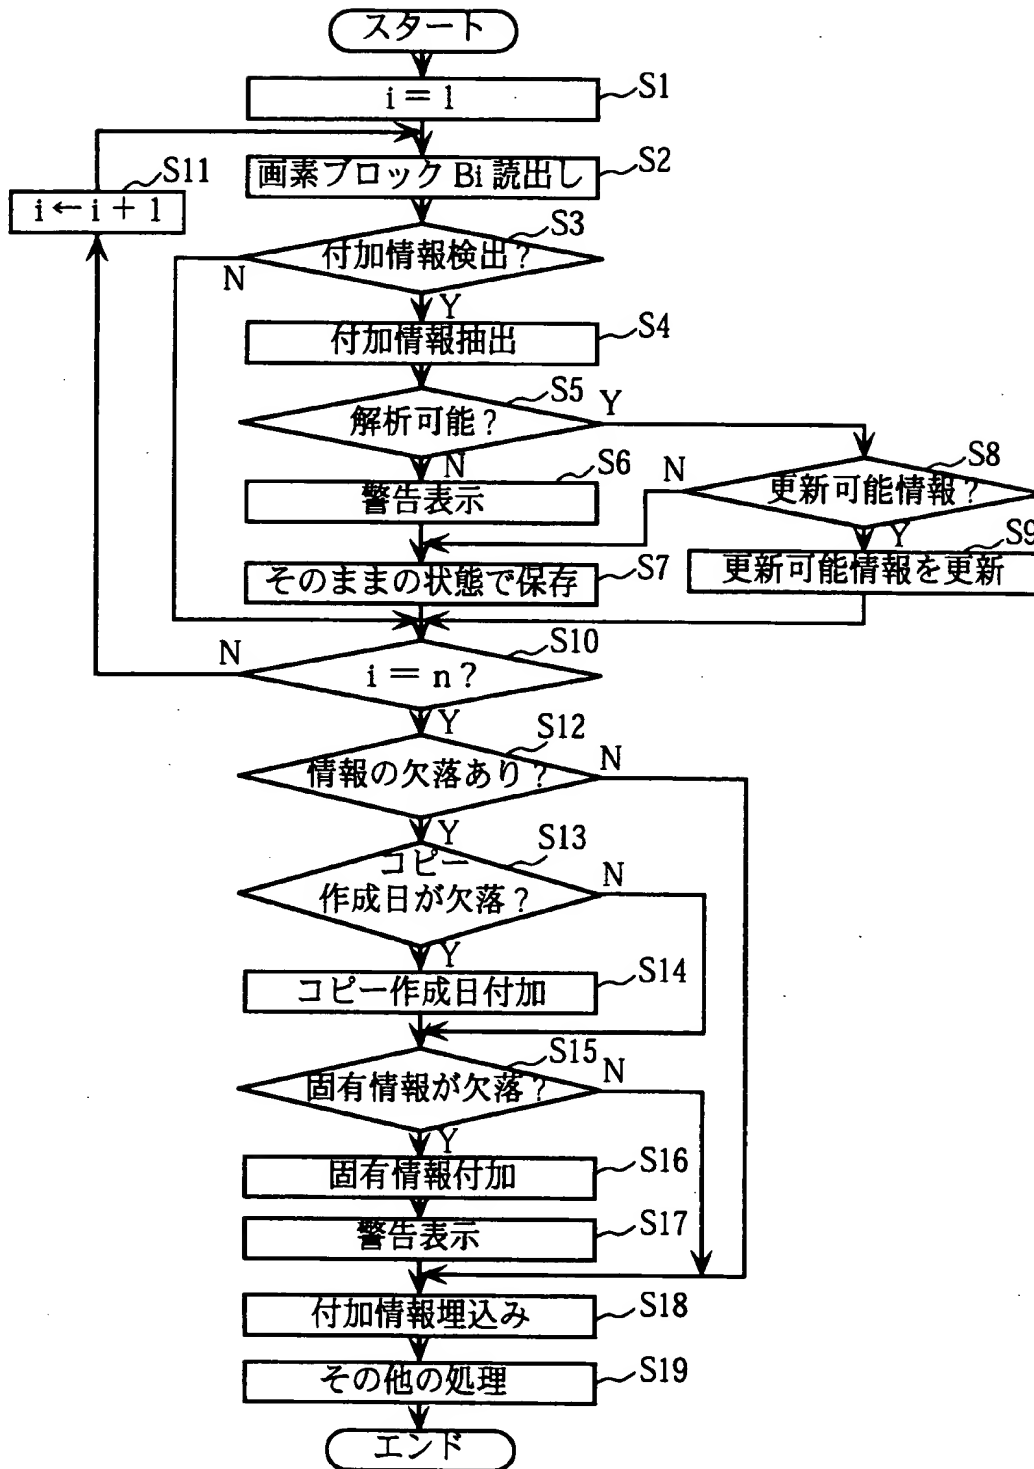 スタート
i = 1
S1
画素ブロック Bi 読出し
S2
S11
i ← i + 1
付加情報検出?
S3
N
Y
付加情報抽出
S4
解析可能?
S5
Y
N
警告表示
S6
更新可能情報?
S8
N
Y
そのままの状態で保存
S7
更新可能情報を更新
S9
i = n?
S10
N
Y
情報の欠落あり?
S12
N
Y
コピー
作成日が欠落?
S13
N
Y
コピー作成日付加
S14
固有情報が欠落?
S15
N
Y
固有情報付加
S16
警告表示
S17
付加情報埋込み
S18
その他の処理
S19
エンド